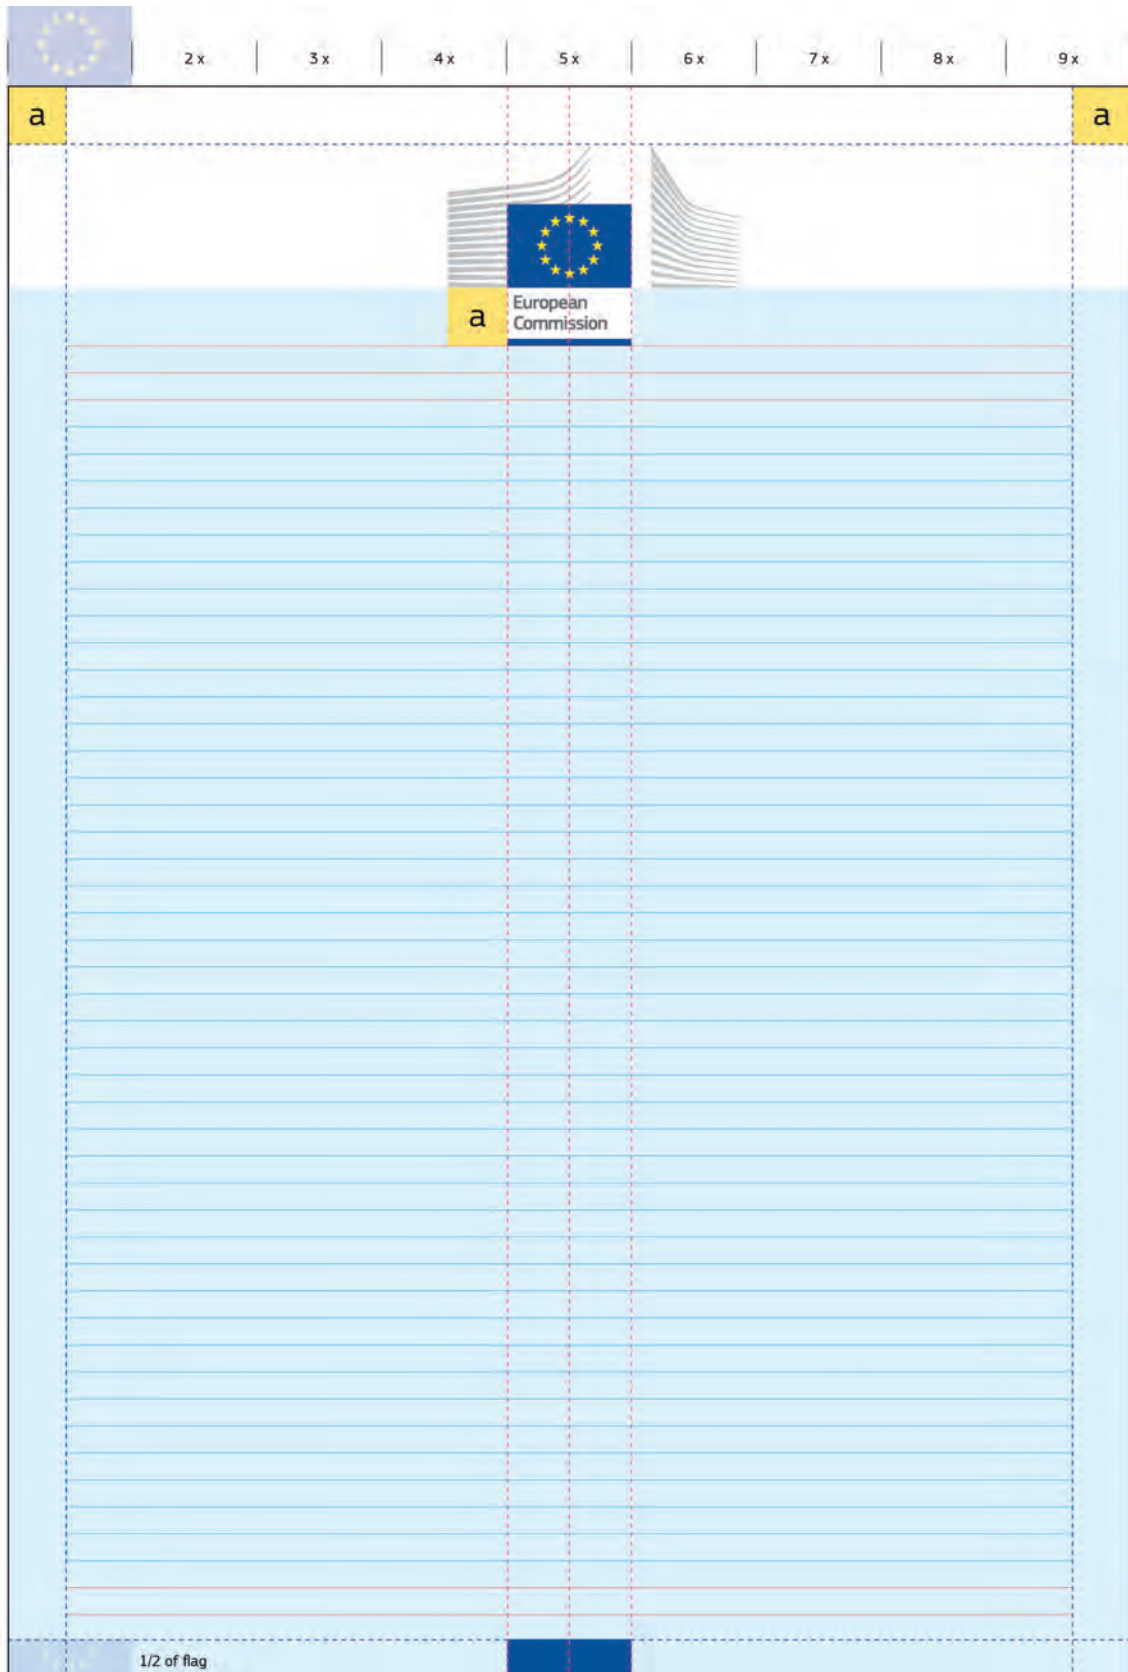 2 x 3 x 4 x 5 x 6 x 7 x 8 x 9 x
a a
a
European
Commission
1/2 of flag